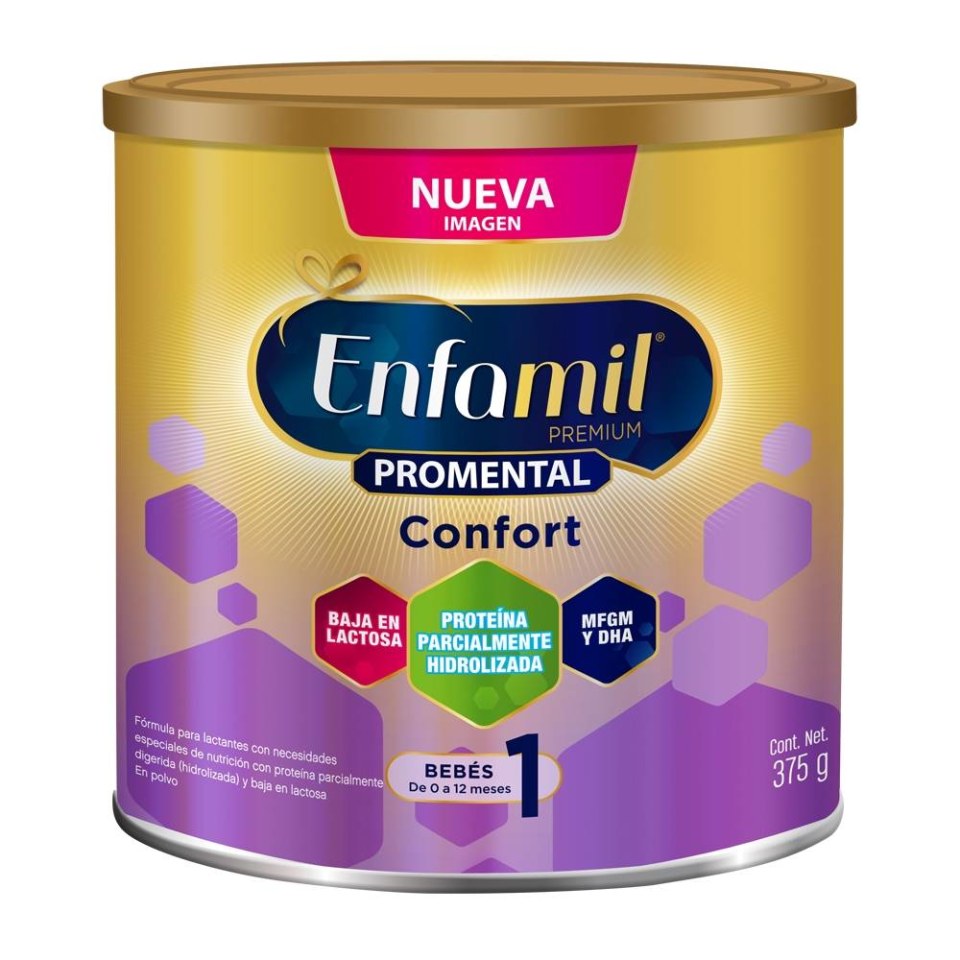 NUEVA
IMAGEN
Enfamil®
PREMIUM
PROMENTAL
Confort
BAJA EN
LACTOSA
PROTEÍNA
PARCIALMENTE
HIDROLIZADA
MFGM
Y DHA
Fórmula para lactantes con necesidades
especiales de nutrición con proteína parcialmente
digerida (hidrolizada) y baja en lactosa
En polvo
BEBÉS
De 0 a 12 meses
1
Cont. Net.
375 g